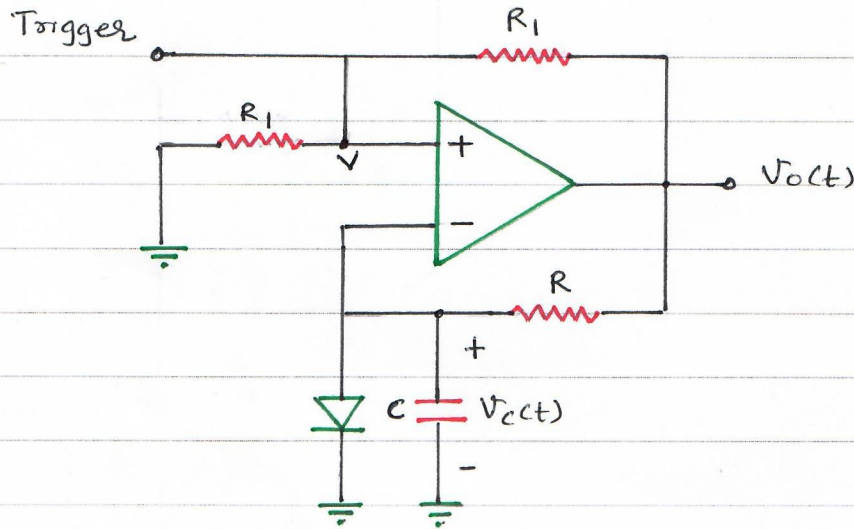 Trigger
R1
R1
+
V
-
Vo(t)
R
+
C
Vc(t)
-